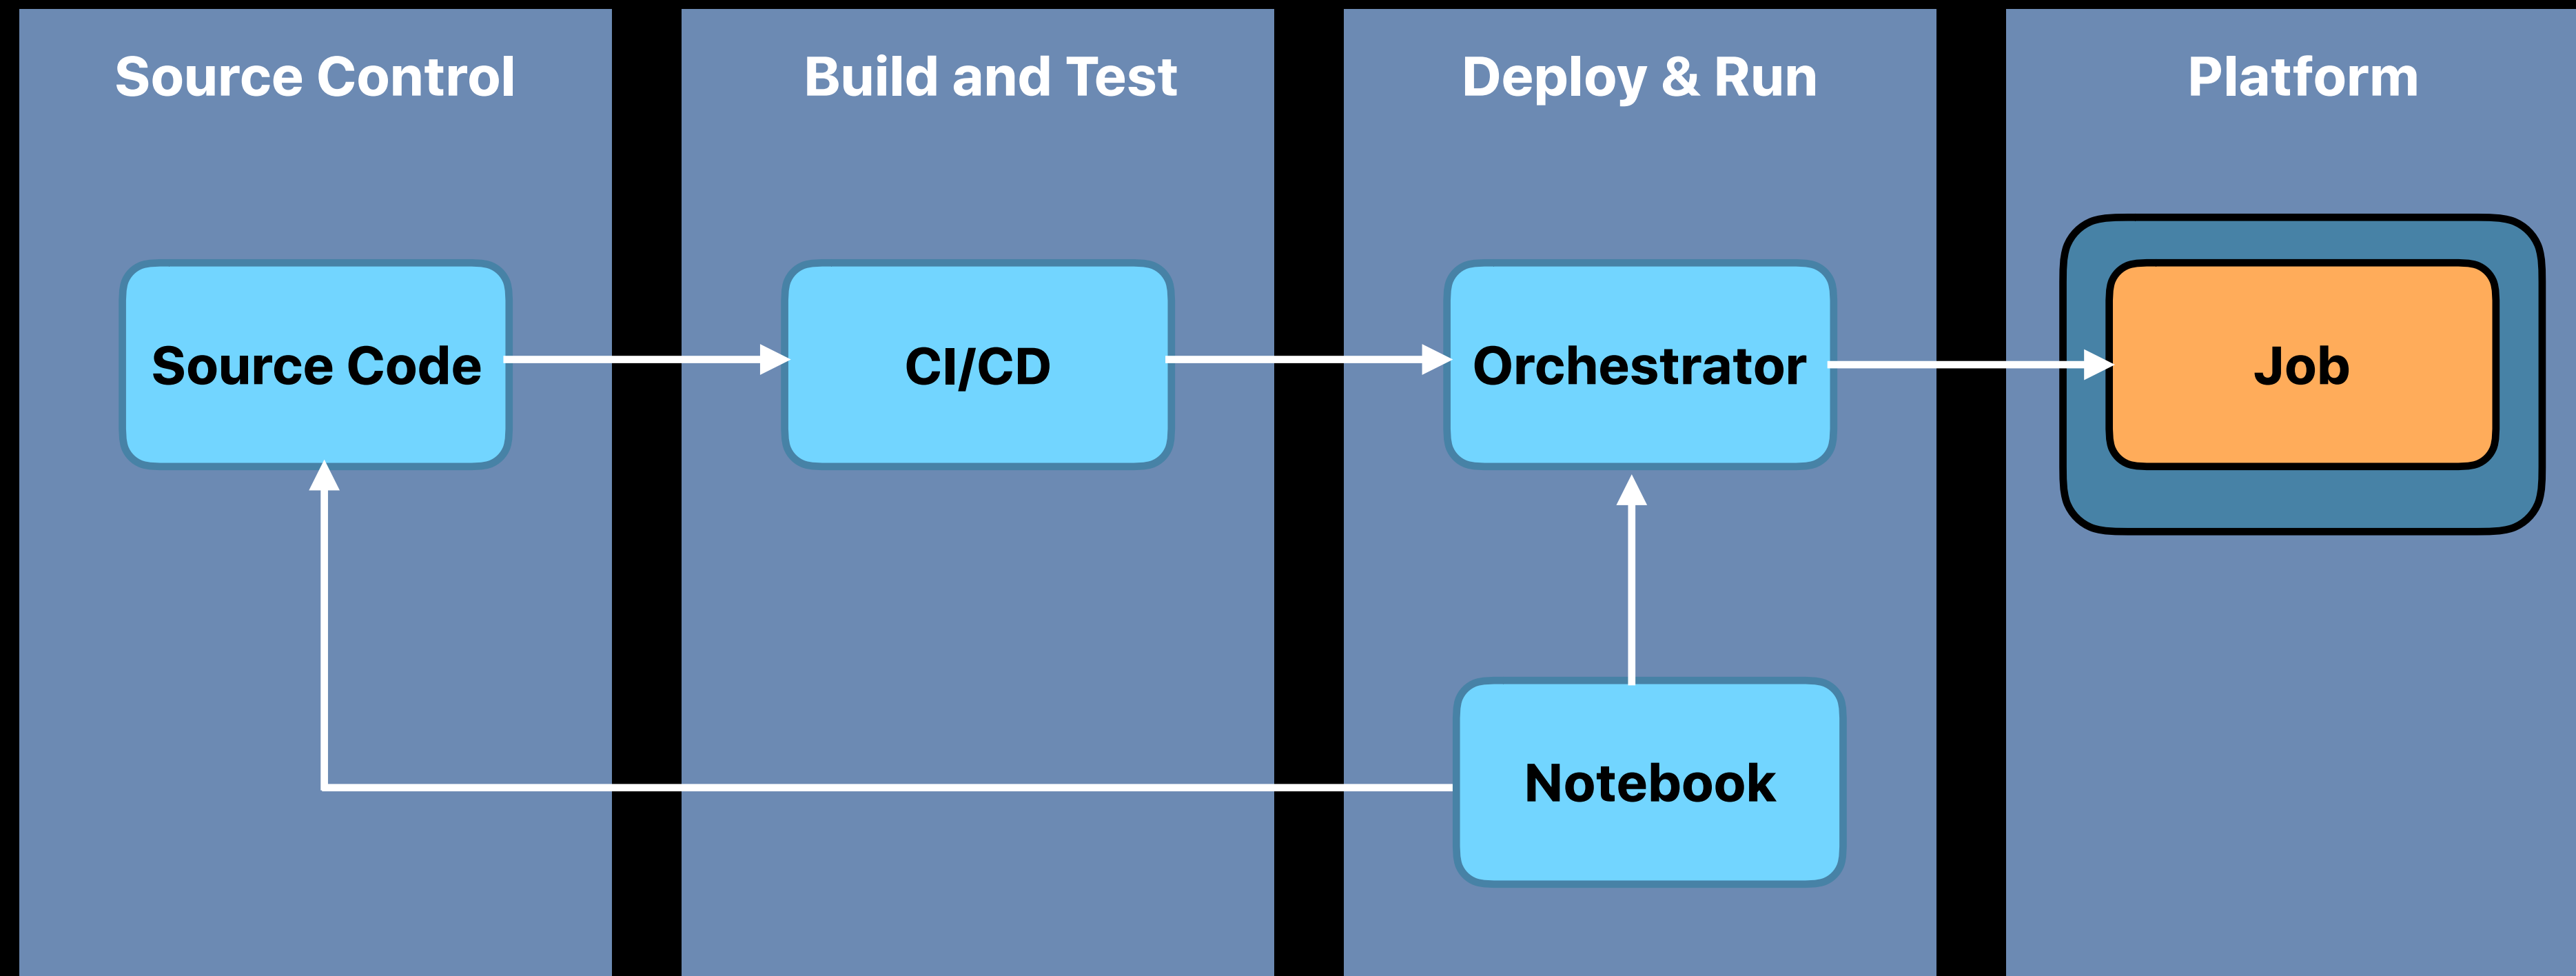 Source Control
Build and Test
Deploy & Run
Platform
Source Code
CI/CD
Orchestrator
Job
Notebook